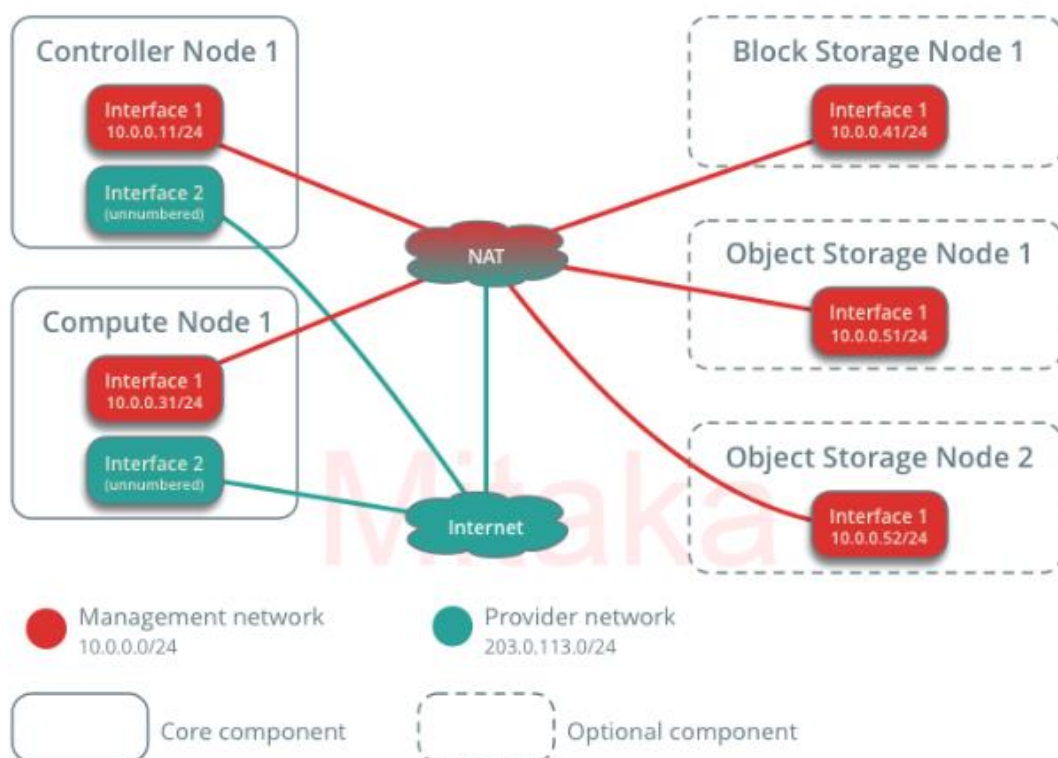 Controller Node 1
Interface 1
10.0.0.11/24
Interface 2
(unnumbered)
Compute Node 1
Interface 1
10.0.0.31/24
Interface 2
(unnumbered)
NAT
Internet
Block Storage Node 1
Interface 1
10.0.0.41/24
Object Storage Node 1
Interface 1
10.0.0.51/24
Object Storage Node 2
Interface 1
10.0.0.52/24
Mitaka
Management network
10.0.0.0/24
Provider network
203.0.113.0/24
Core component
Optional component